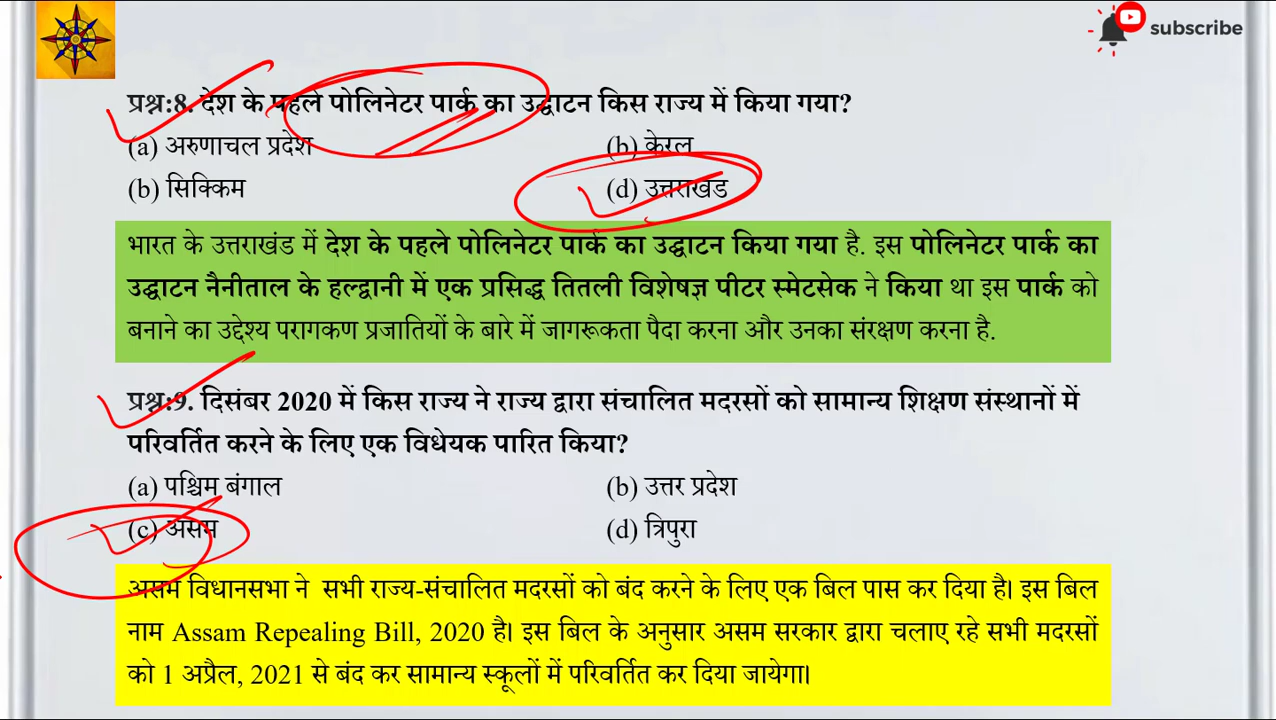 subscribe
प्रश्न:8. देश के पहले पोलिनेटर पार्क का उद्घाटन किस राज्य में किया गया?
(a) अरुणाचल प्रदेश (b) केरल
(b) सिक्किम (d) उत्तराखंड
भारत के उत्तराखंड में देश के पहले पोलिनेटर पार्क का उद्घाटन किया गया है. इस पोलिनेटर पार्क का
उद्घाटन नैनीताल के हल्द्वानी में एक प्रसिद्ध तितली विशेषज्ञ पीटर स्मेटसेक ने किया था इस पार्क को
बनाने का उद्देश्य परागकण प्रजातियों के बारे में जागरूकता पैदा करना और उनका संरक्षण करना है.
प्रश्न:9. दिसंबर 2020 में किस राज्य ने राज्य द्वारा संचालित मदरसों को सामान्य शिक्षण संस्थानों में
परिवर्तित करने के लिए एक विधेयक पारित किया?
(a) पश्चिम बंगाल (b) उत्तर प्रदेश
(c) असम (d) त्रिपुरा
असम विधानसभा ने सभी राज्य-संचालित मदरसों को बंद करने के लिए एक बिल पास कर दिया है। इस बिल
नाम Assam Repealing Bill, 2020 है। इस बिल के अनुसार असम सरकार द्वारा चलाए रहे सभी मदरसों
को 1 अप्रैल, 2021 से बंद कर सामान्य स्कूलों में परिवर्तित कर दिया जायेगा।